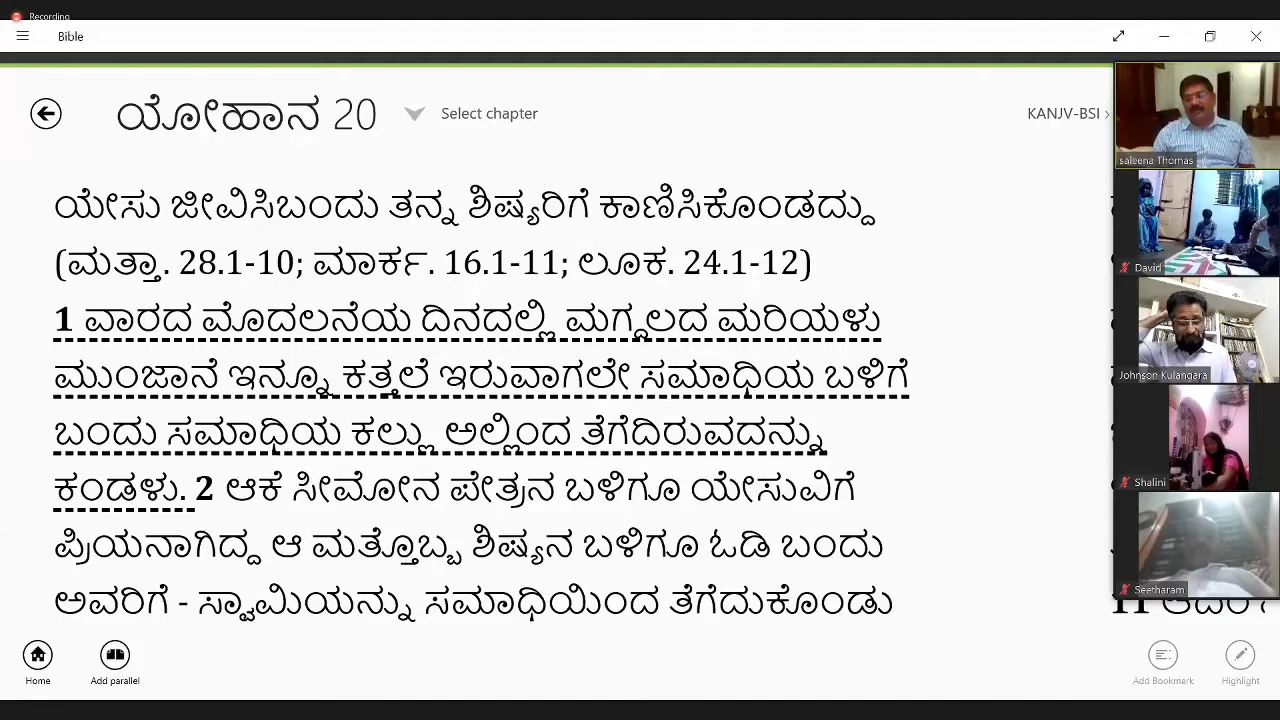 Recording
Bible
ಯೋಹಾನ 20
Select chapter
KANJV-BSI
ಯೇಸು ಜೀವಿಸಿಬಂದು ತನ್ನ ಶಿಷ್ಯರಿಗೆ ಕಾಣಿಸಿಕೊಂಡದ್ದು
(ಮತ್ತಾ. 28.1-10; ಮಾರ್ಕ. 16.1-11; ಲೂಕ. 24.1-12)
1 ವಾರದ ಮೊದಲನೆಯ ದಿನದಲ್ಲಿ ಮಗ್ದಲದ ಮರಿಯಳು
ಮುಂಜಾನೆ ಇನ್ನೂ ಕತ್ತಲೆ ಇರುವಾಗಲೇ ಸಮಾಧಿಯ ಬಳಿಗೆ
ಬಂದು ಸಮಾಧಿಯ ಕಲ್ಲು ಅಲ್ಲಿಂದ ತೆಗೆದಿರುವದನ್ನು
ಕಂಡಳು. 2 ಆಕೆ ಸೀಮೋನ ಪೇತ್ರನ ಬಳಿಗೂ ಯೇಸುವಿಗೆ
ಪ್ರಿಯನಾಗಿದ್ದ ಆ ಮತ್ತೊಬ್ಬ ಶಿಷ್ಯನ ಬಳಿಗೂ ಓಡಿ ಬಂದು
ಅವರಿಗೆ - ಸ್ವಾಮಿಯನ್ನು ಸಮಾಧಿಯಿಂದ ತೆಗೆದುಕೊಂಡು
saleena Thomas
David
Johnson Kulangara
Shalini
Seetharam
Home
Add parallel
Add Bookmark
Highlight